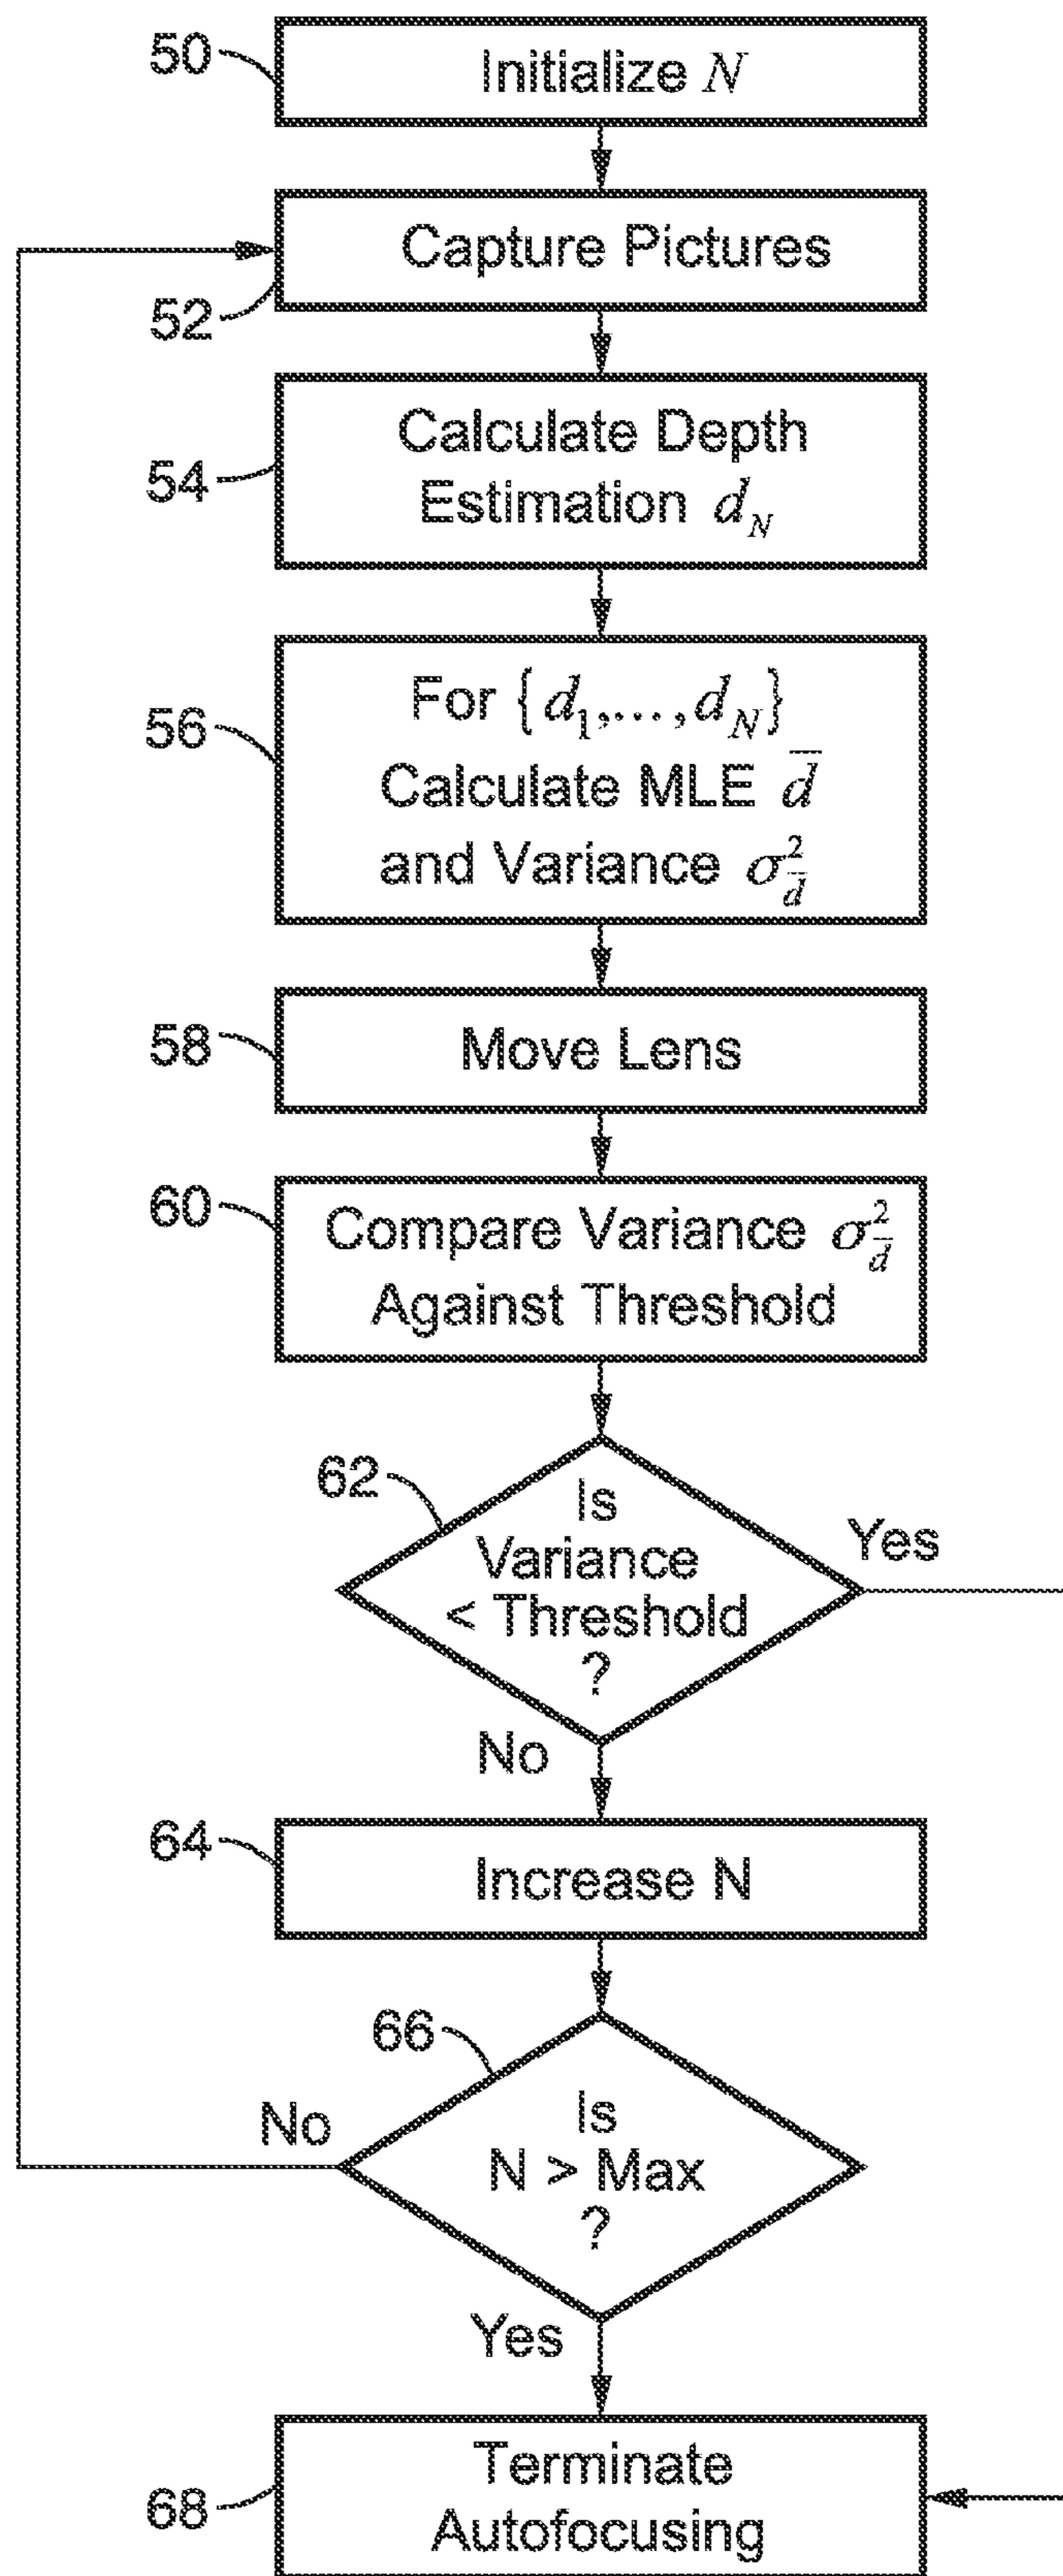 50
Initialize N
Capture Pictures
52
54
Calculate Depth
Estimation d_N
56
For {d_1,...,d_N}
Calculate MLE d̅
and Variance σ²_d̅
58
Move Lens
60
Compare Variance σ²_d̅
Against Threshold
62
Is
Variance
< Threshold
?
Yes
No
64
Increase N
66
Is
N > Max
?
No
Yes
68
Terminate
Autofocusing